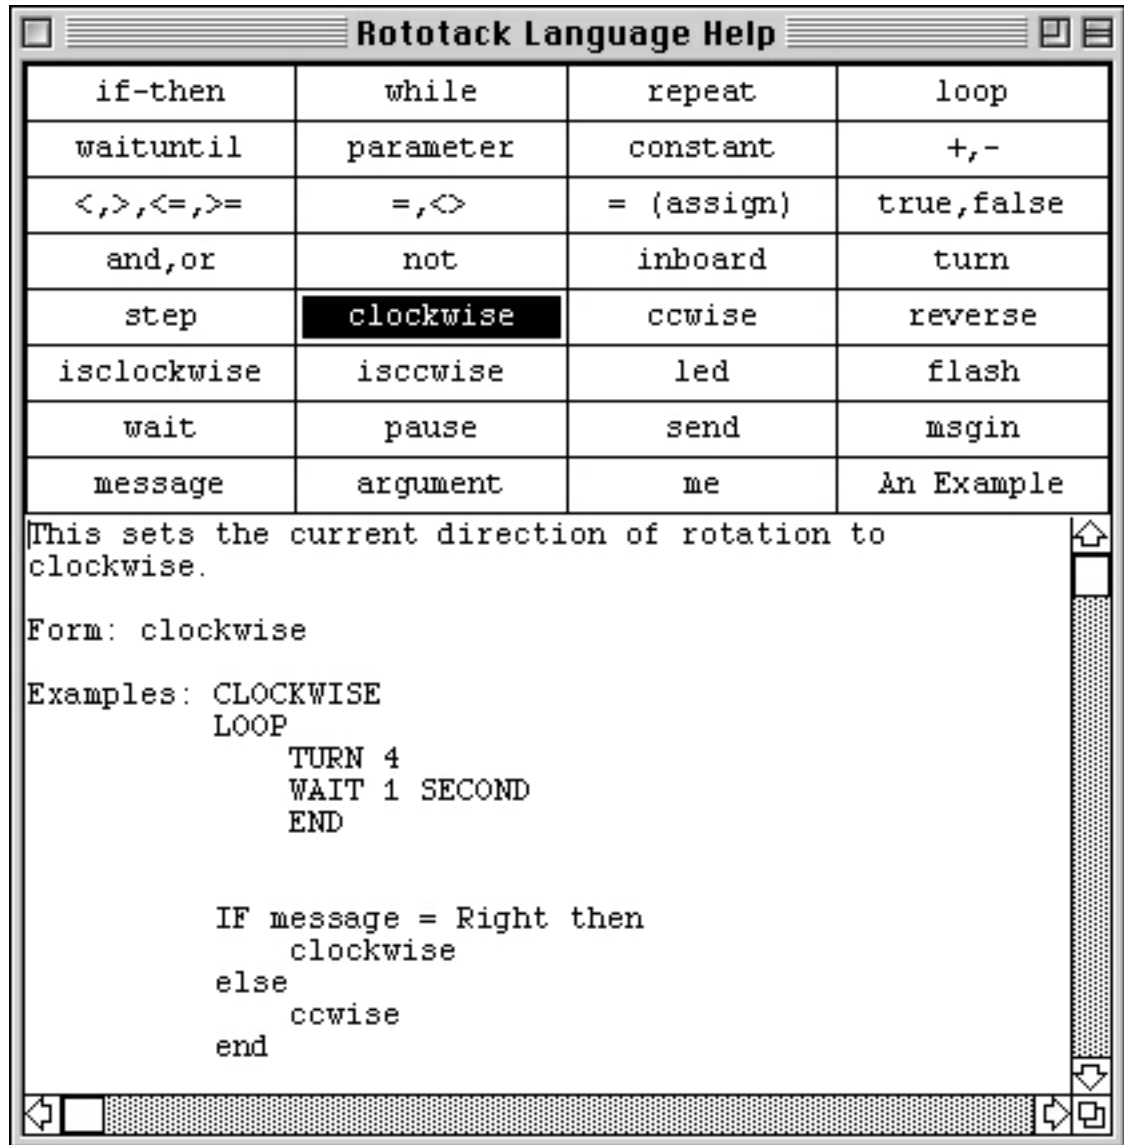 Rototack Language Help
if-then while repeat loop
waituntil parameter constant +,-
<,>,<=,>= =,<> = (assign) true,false
and,or not inboard turn
step clockwise ccwise reverse
isclockwise isccwise led flash
wait pause send msgin
message argument me An Example
This sets the current direction of rotation to
clockwise.
Form: clockwise
Examples: CLOCKWISE
LOOP
TURN 4
WAIT 1 SECOND
END
IF message = Right then
clockwise
else
ccwise
end